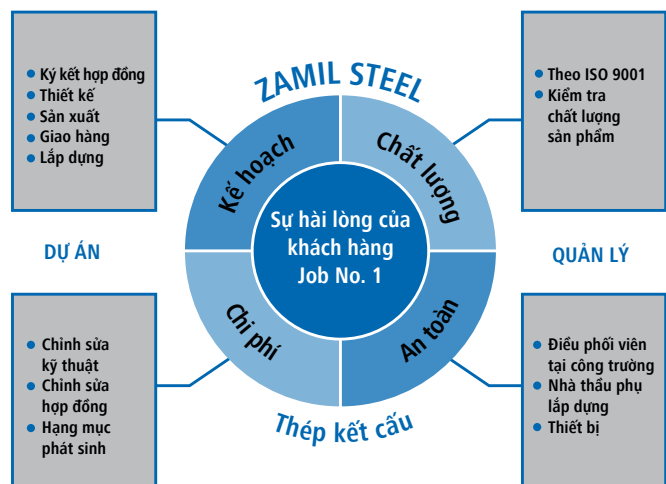 ZAMIL STEEL
Ký kết hợp đồng
Thiết kế
Sản xuất
Giao hàng
Lắp dựng
Theo ISO 9001
Kiểm tra
chất lượng
sản phẩm
Kế hoạch
Chất lượng
Sự hài lòng của
khách hàng
Job No. 1
DỰ ÁN
QUẢN LÝ
Chi phí
An toàn
Chỉnh sửa
kỹ thuật
Chỉnh sửa
hợp đồng
Hạng mục
phát sinh
Điều phối viên
tại công trường
Nhà thầu phụ
lắp dựng
Thiết bị
Thép kết cấu